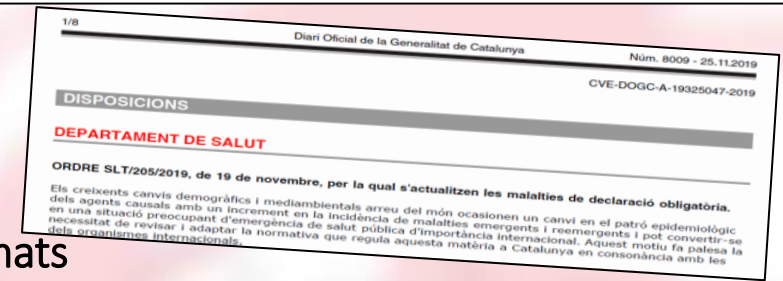 1/8 Diari Oficial de la Generalitat de Catalunya Núm. 8009 - 25.11.2019
CVE-DOGC-A-19325047-2019
DISPOSICIONS
DEPARTAMENT DE SALUT
ORDRE SLT/205/2019, de 19 de novembre, per la qual s'actualitzen les malalties de declaració obligatòria.
Els creixents canvis demogràfics i mediambientals arreu del món ocasionen un canvi en el patró epidemiològic
dels agents causals amb un increment en la incidència de malalties emergents i reemergents i pot convertir-se
en una situació preocupant d'emergència de salut pública d'importància internacional. Aquest motiu fa palesa la
necessitat de revisar i adaptar la normativa que regula aquesta matèria a Catalunya en consonància amb les
dels organismes internacionals.